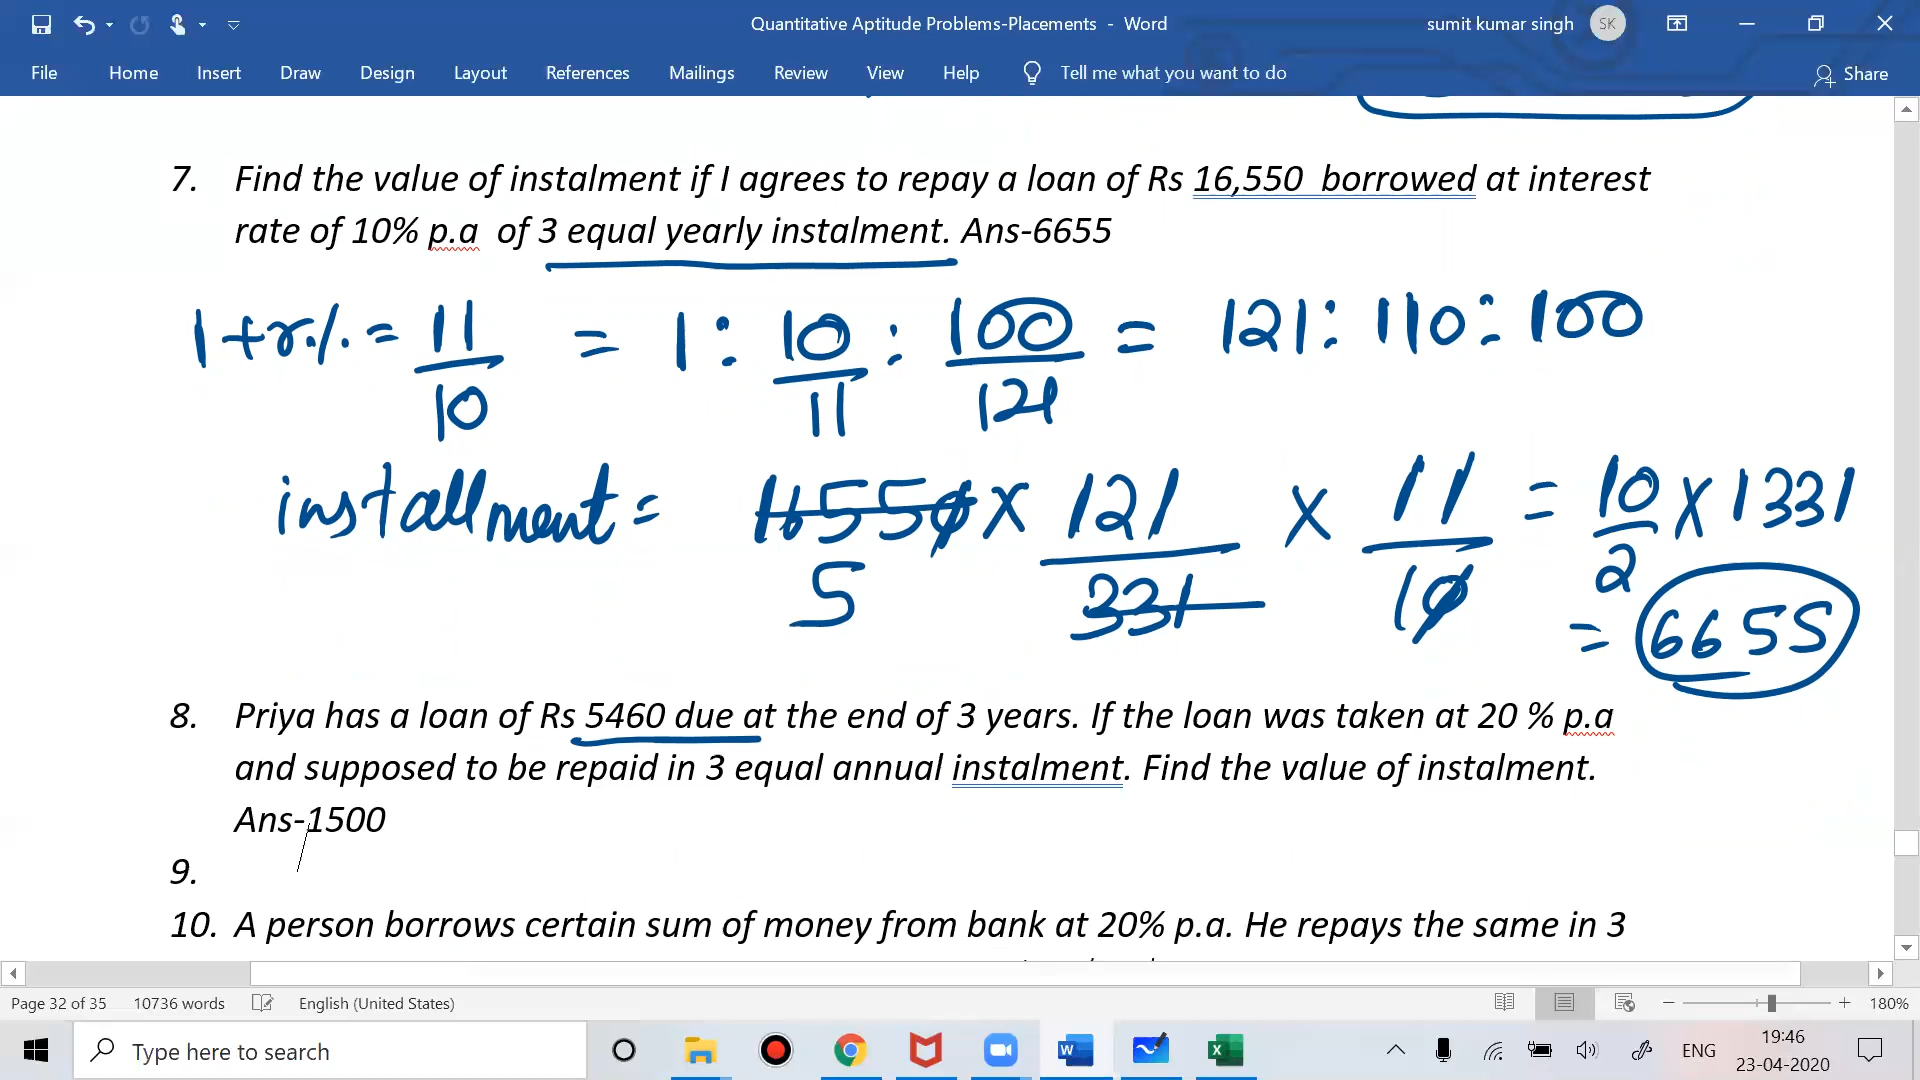 Quantitative Aptitude Problems-Placements - Word
sumit kumar singh
SK
File Home Insert Draw Design Layout References Mailings Review View Help Tell me what you want to do Share
7. Find the value of instalment if I agrees to repay a loan of Rs 16,550 borrowed at interest
rate of 10% p.a of 3 equal yearly instalment. Ans-6655
1+r% = 11/10 = 1 : 10/11 : 100/121 = 121 : 110 : 100
installment = 16550 x 121/331 x 11/10 = 10/2 x 1331
5
= 6655
8. Priya has a loan of Rs 5460 due at the end of 3 years. If the loan was taken at 20 % p.a
and supposed to be repaid in 3 equal annual instalment. Find the value of instalment.
Ans-1500
9.
10. A person borrows certain sum of money from bank at 20% p.a. He repays the same in 3
Page 32 of 35 10736 words English (United States) 180%
Type here to search
ENG
19:46
23-04-2020